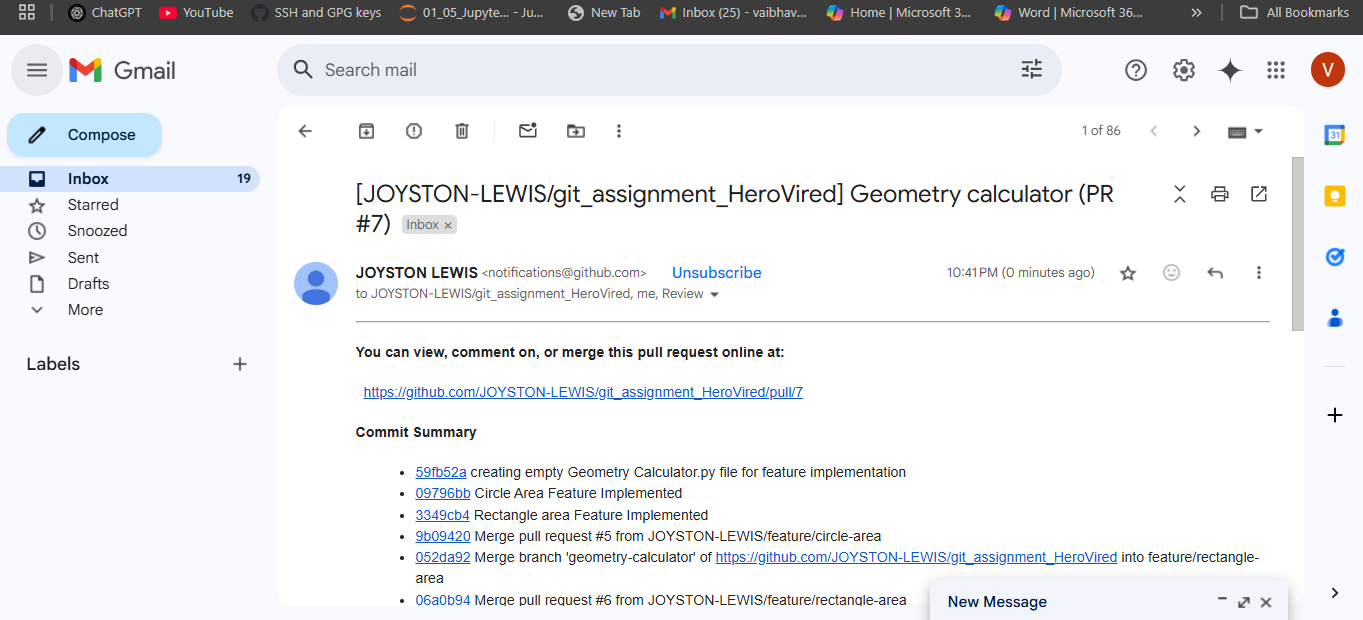 ChatGPT YouTube SSH and GPG keys 01_05_Jupyte... - Ju... New Tab Inbox (25) - vaibhav... Home | Microsoft 3... Word | Microsoft 36... » All Bookmarks
Gmail Search mail V
Compose
1 of 86
31
Inbox 19
Starred
Snoozed
Sent
Drafts
More
Labels
[JOYSTON-LEWIS/git_assignment_HeroVired] Geometry calculator (PR
#7) Inbox ×
JOYSTON LEWIS <notifications@github.com> Unsubscribe 10:41 PM (0 minutes ago)
to JOYSTON-LEWIS/git_assignment_HeroVired, me, Review
You can view, comment on, or merge this pull request online at:
https://github.com/JOYSTON-LEWIS/git_assignment_HeroVired/pull/7
Commit Summary
• 59fb52a creating empty Geometry Calculator.py file for feature implementation
• 09796bb Circle Area Feature Implemented
• 3349cb4 Rectangle area Feature Implemented
• 9b09420 Merge pull request #5 from JOYSTON-LEWIS/feature/circle-area
• 052da92 Merge branch 'geometry-calculator' of https://github.com/JOYSTON-LEWIS/git_assignment_HeroVired into feature/rectangle-
area
• 06a0b94 Merge pull request #6 from JOYSTON-LEWIS/feature/rectangle-area
New Message